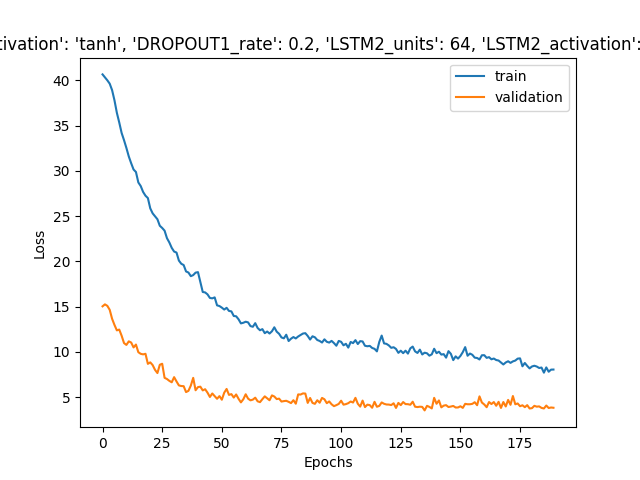 ivation': 'tanh', 'DROPOUT1_rate': 0.2, 'LSTM2_units': 64, 'LSTM2_activation':
40
35
30
25
20
15
10
5
Loss
train
validation
0 25 50 75 100 125 150 175
Epochs